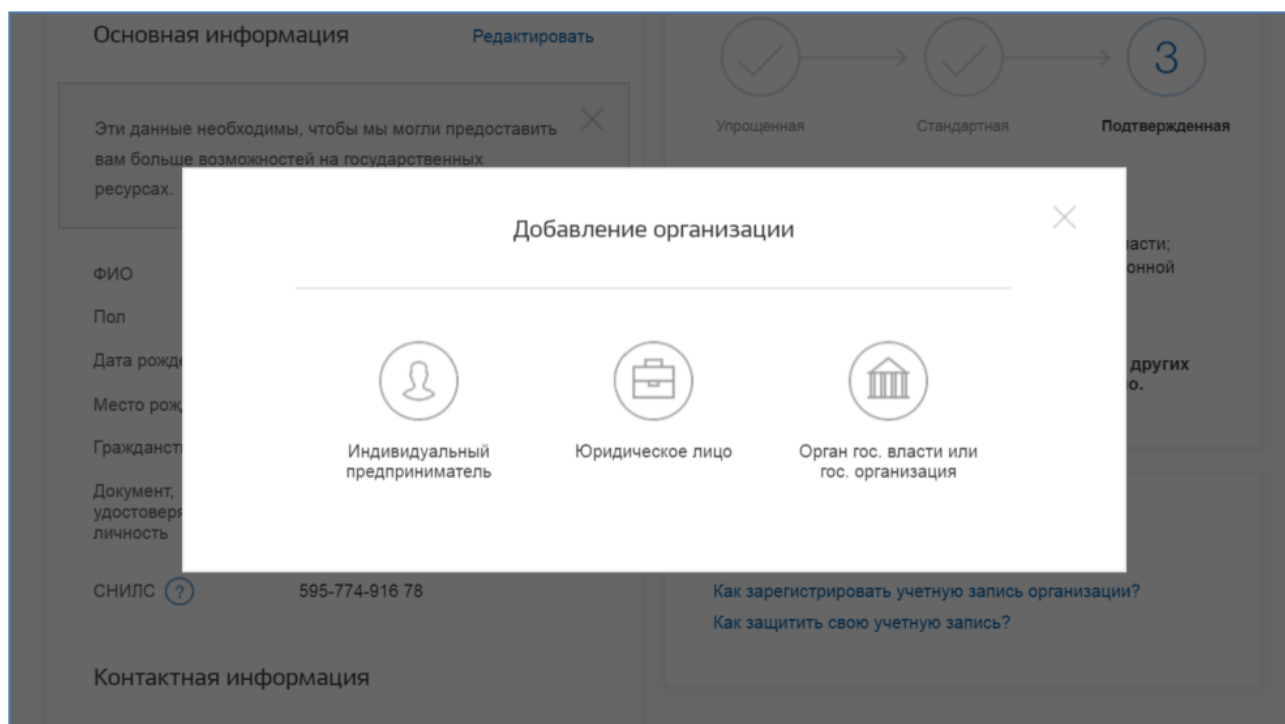 Основная информация
Редактировать
Эти данные необходимы, чтобы мы могли предоставить
вам больше возможностей на государственных
ресурсах.
3
Упрощенная
Стандартная
Подтвержденная
Добавление организации
Индивидуальный
предприниматель
Юридическое лицо
Орган гос. власти или
гос. организация
ФИО
Пол
Дата
Место
Документ,
личность
СНИЛС ?
595-774-916 78
других
Как зарегистрировать учетную запись организации?
Как защитить свою учетную запись?
Контактная информация